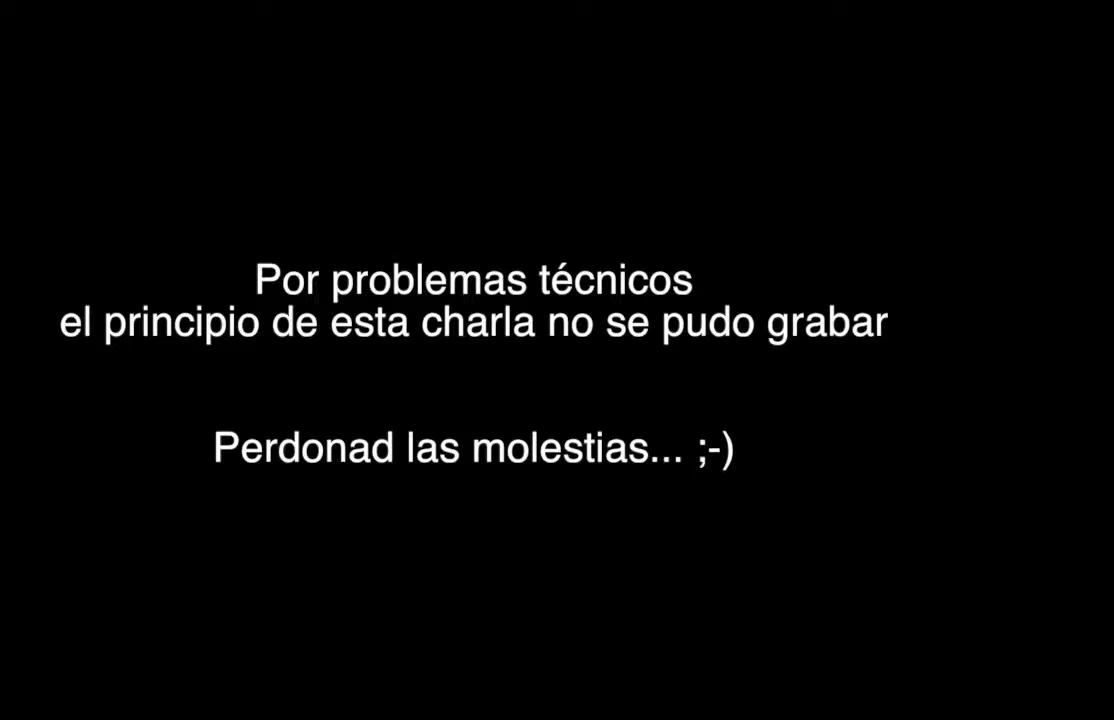 Por problemas técnicos
el principio de esta charla no se pudo grabar
Perdonad las molestias... ;-)